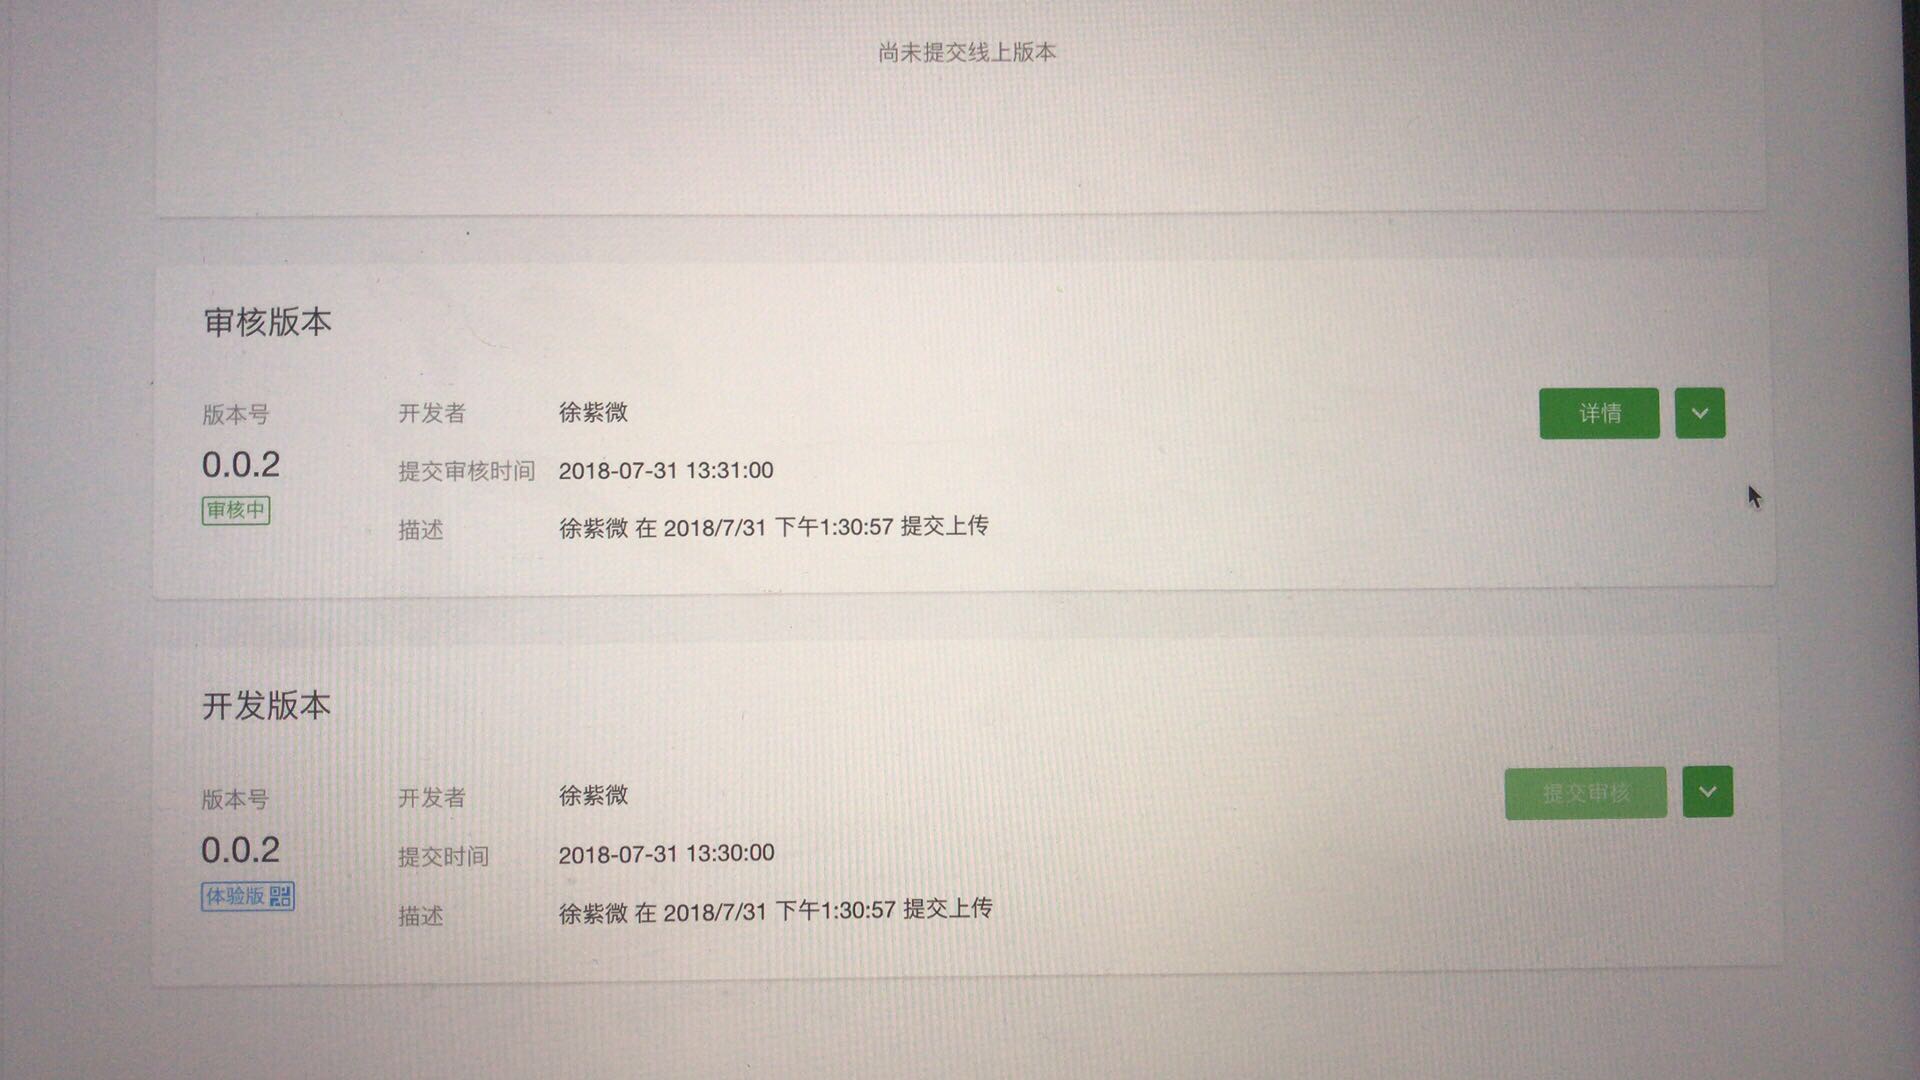 尚未提交线上版本
审核版本
版本号
0.0.2
审核中
开发者 徐紫微
提交审核时间 2018-07-31 13:31:00
描述 徐紫微 在 2018/7/31 下午1:30:57 提交上传
详情
开发版本
版本号
0.0.2
体验版
开发者 徐紫微
提交时间 2018-07-31 13:30:00
描述 徐紫微 在 2018/7/31 下午1:30:57 提交上传
提交审核